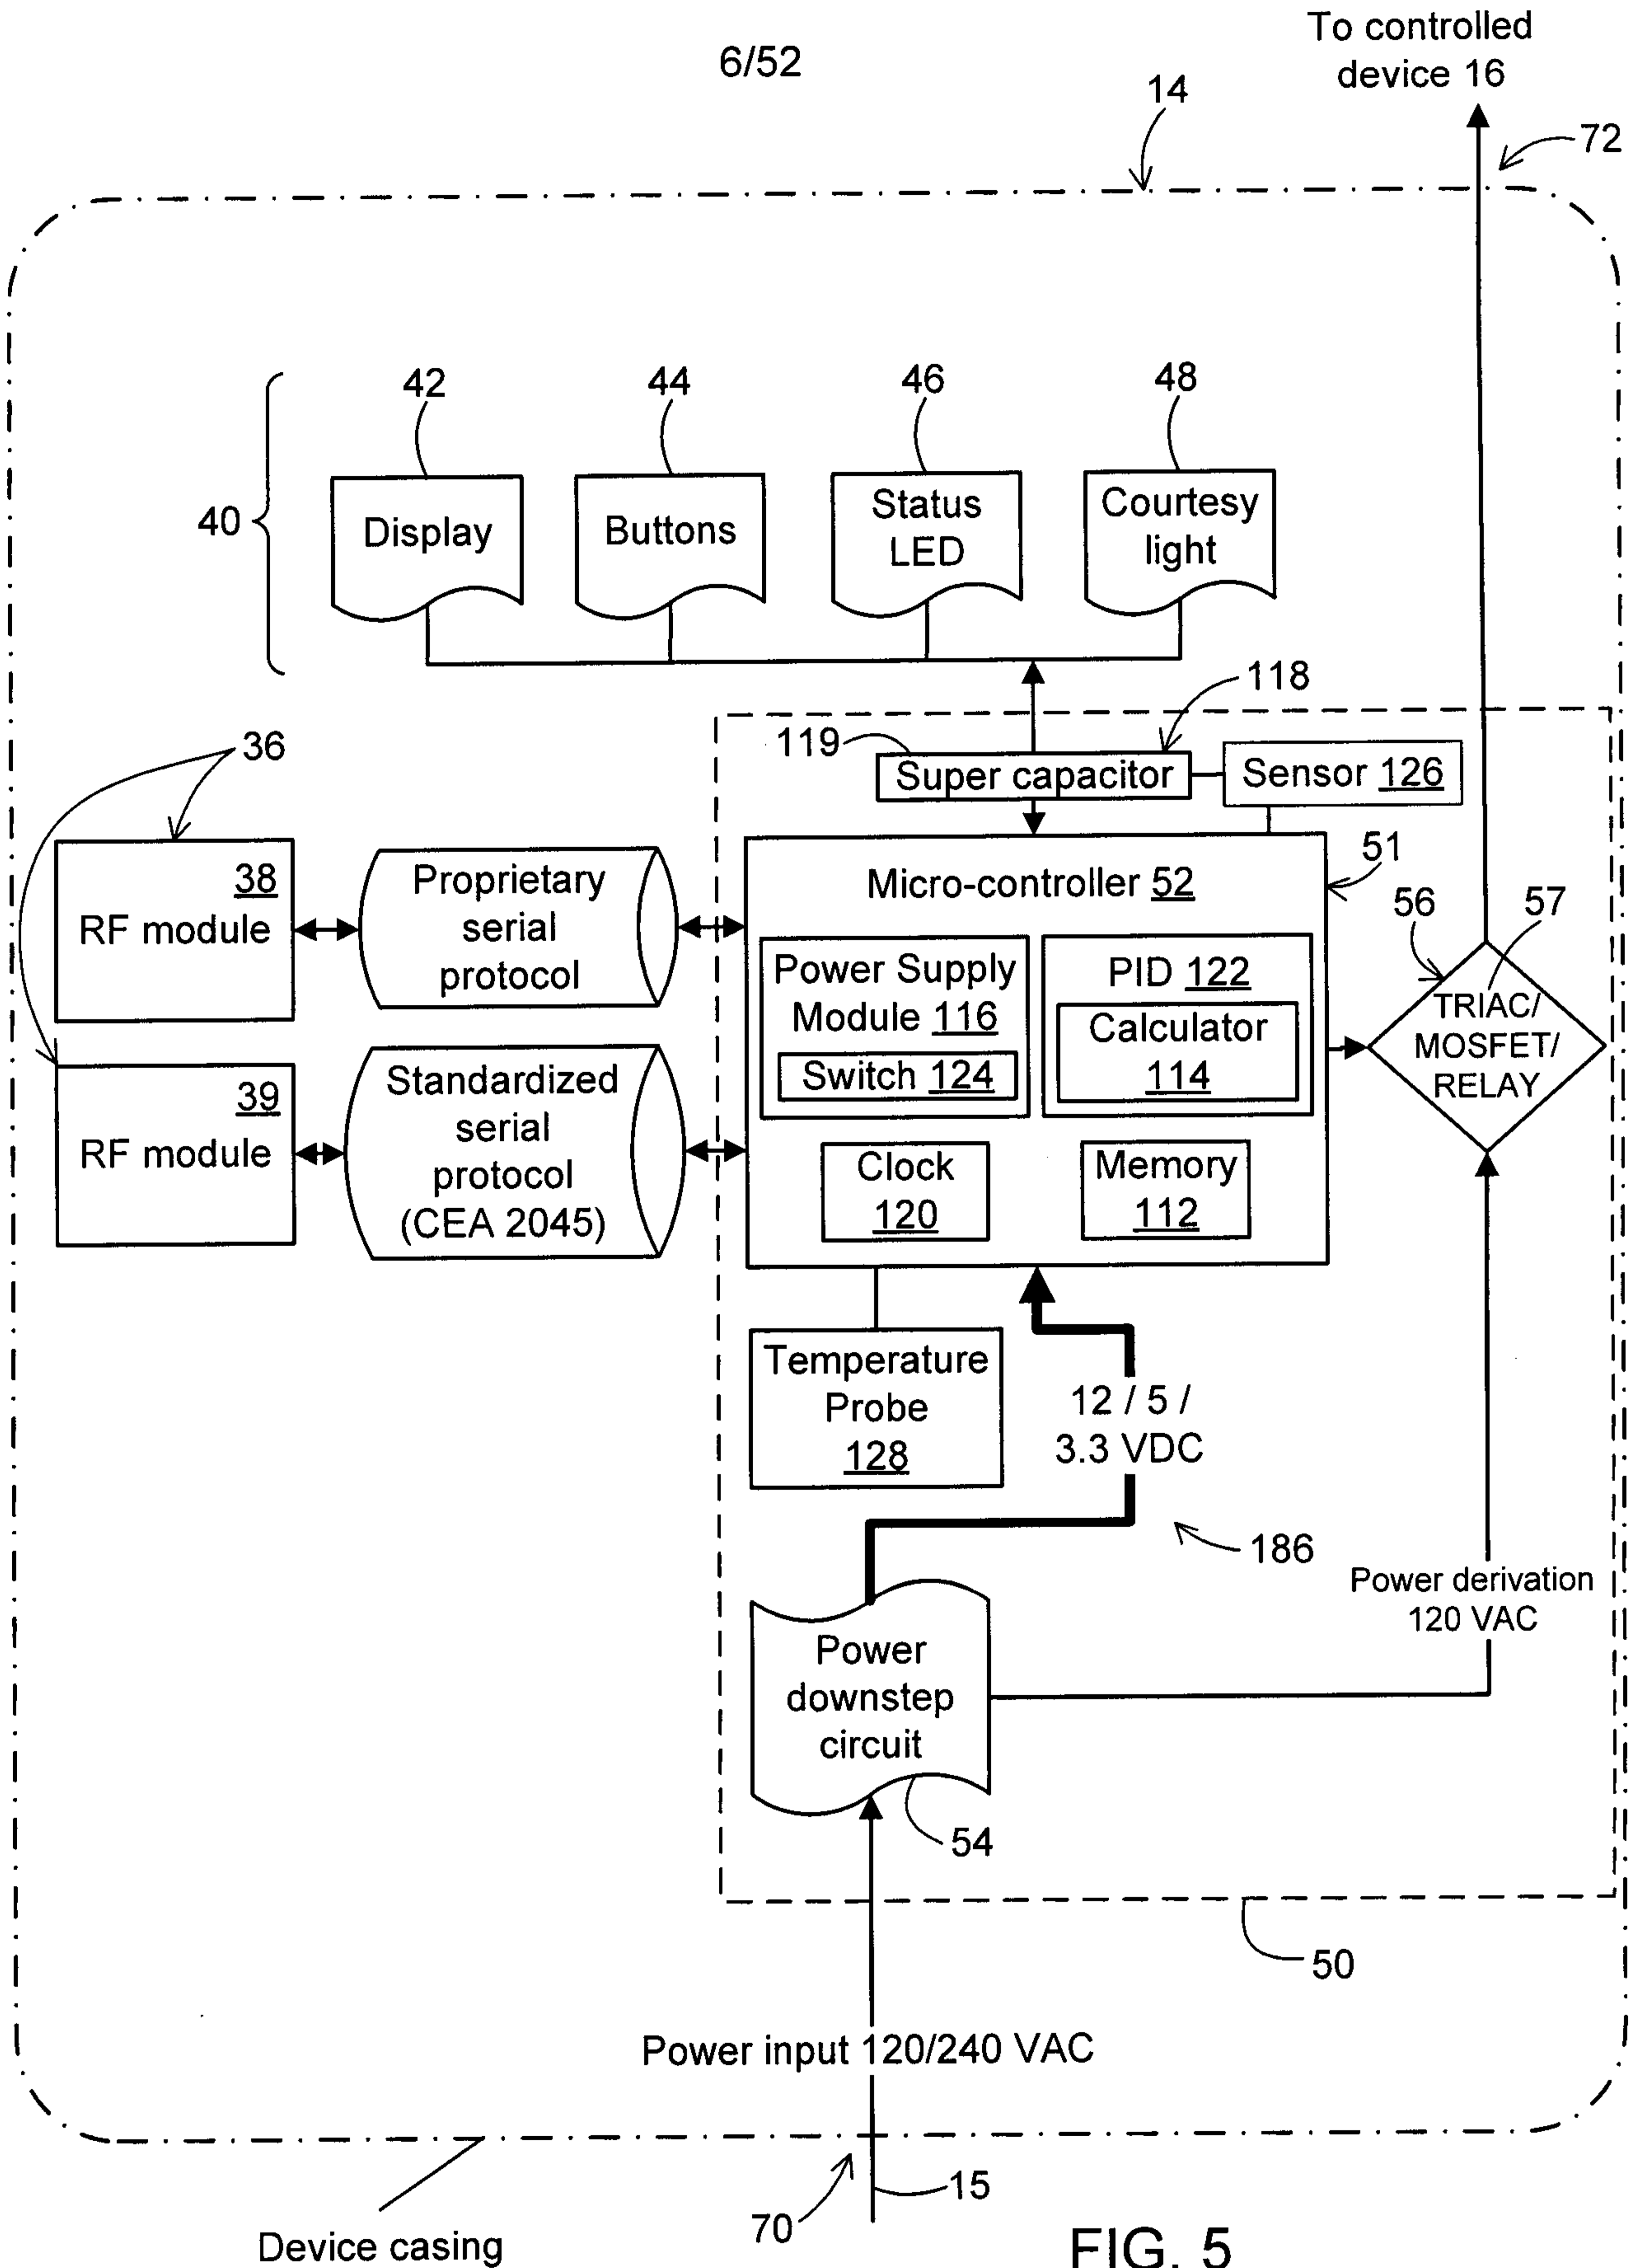 6/52
To controlled
device 16
14
72
42
44
46
48
40
Display
Buttons
Status
LED
Courtesy
light
118
119
Super capacitor
Sensor 126
36
51
38
RF module
Proprietary
serial
protocol
Micro-controller 52
Power Supply
Module 116
Switch 124
PID 122
Calculator
114
56
57
TRIAC/
MOSFET/
RELAY
39
RF module
Standardized
serial
protocol
(CEA 2045)
Clock
120
Memory
112
Temperature
Probe
128
12 / 5 /
3.3 VDC
186
Power derivation
120 VAC
Power
downstep
circuit
54
50
Power input 120/240 VAC
70
15
Device casing
FIG. 5